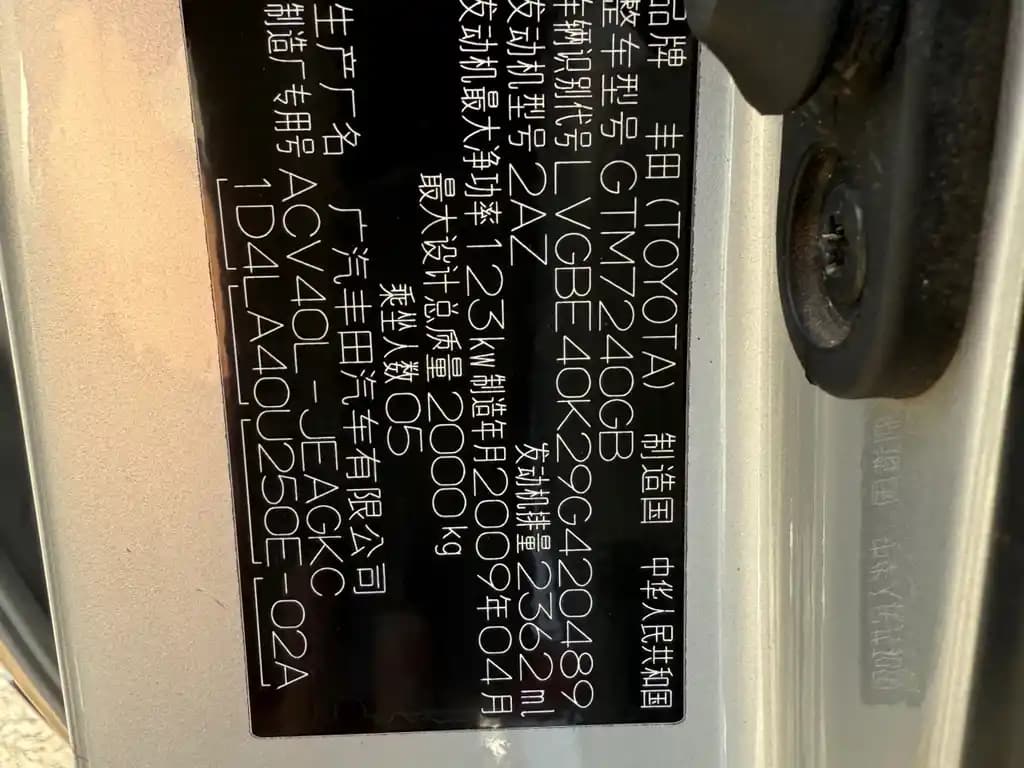 品牌 丰田(TOYOTA) 制造国 中华人民共和国
整车型号 GTM7240GB
车辆识别代号 LVGBE40K29G420489
发动机型号 2AZ 发动机排量 2362ml
发动机最大净功率 123kw 制造年月 2009年04月
最大设计总质量 2000kg
乘坐人数 05
生产厂名 广汽丰田汽车有限公司
制造厂专用号 ACV40L-JEAGKC
1D4LA40U250E-02A